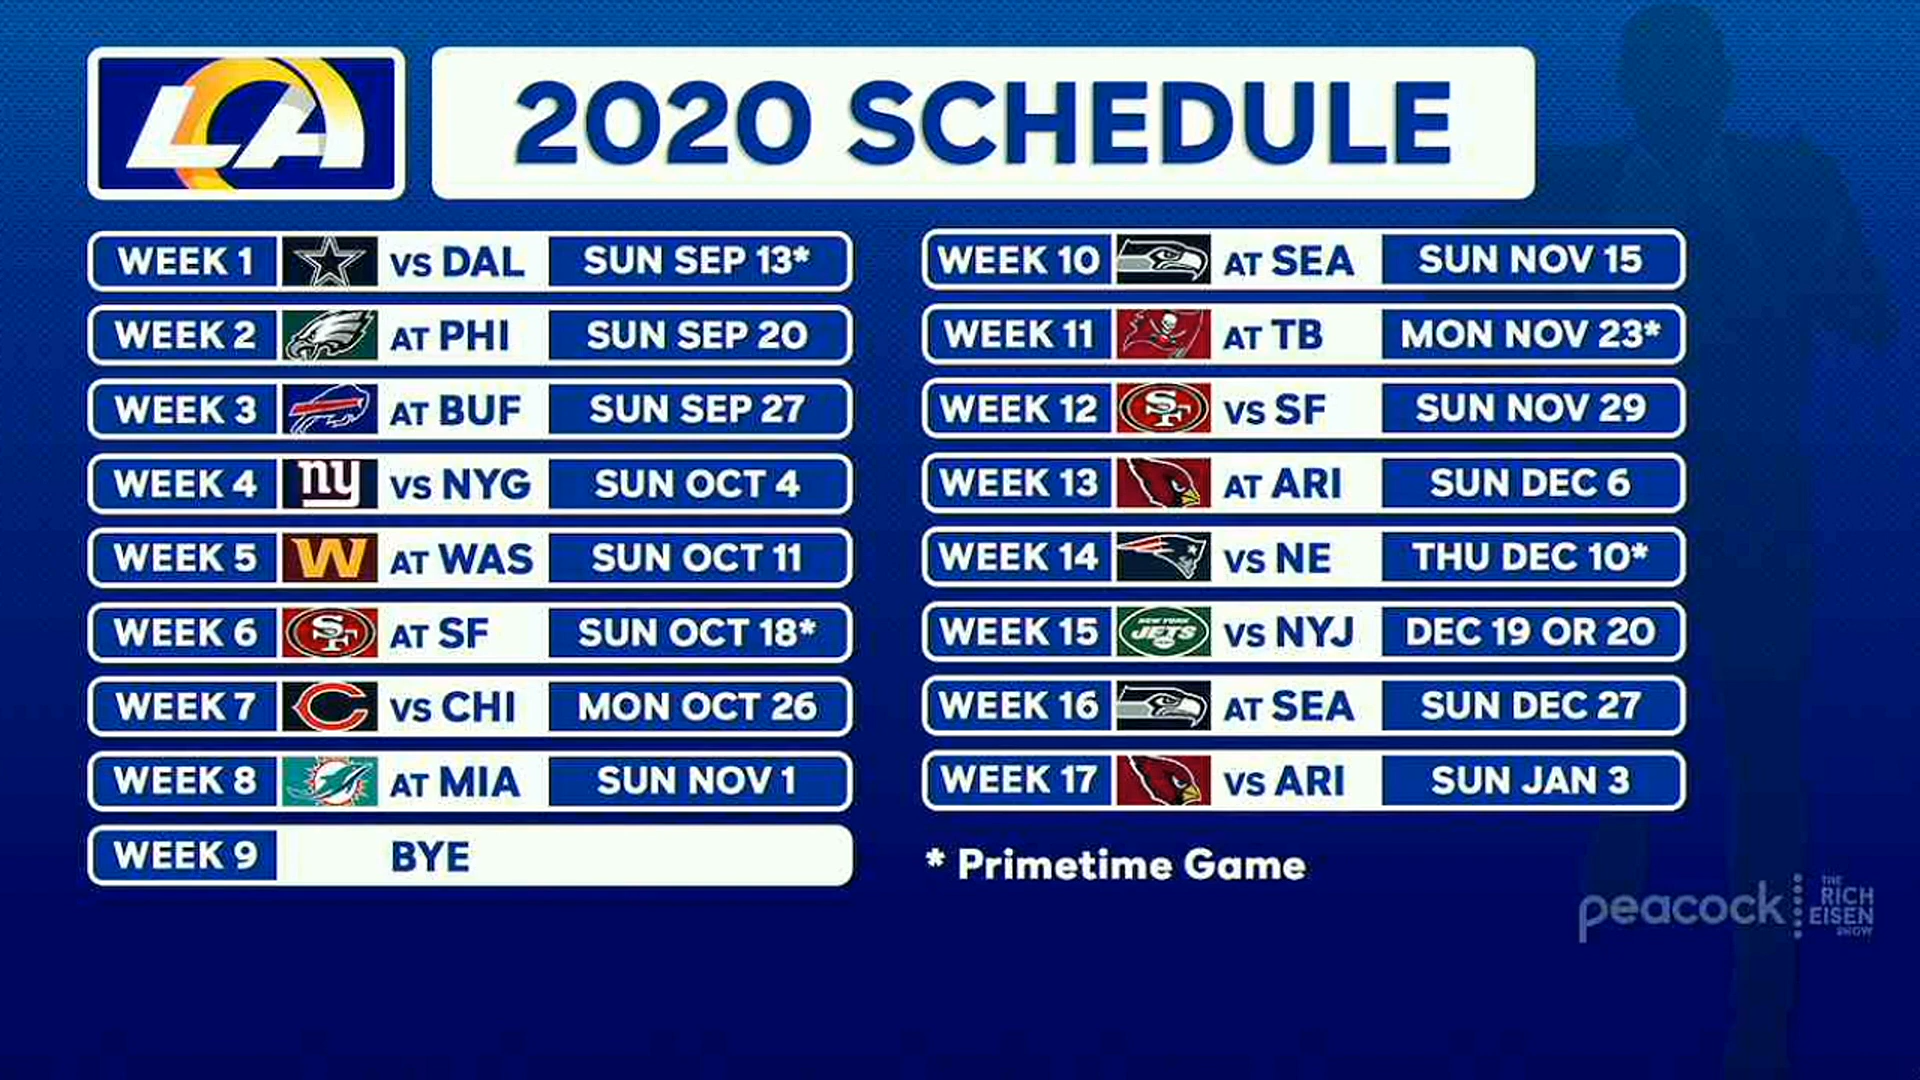 LA
2020 SCHEDULE
WEEK 1 VS DAL SUN SEP 13*
WEEK 2 AT PHI SUN SEP 20
WEEK 3 AT BUF SUN SEP 27
WEEK 4 ny VS NYG SUN OCT 4
WEEK 5 W AT WAS SUN OCT 11
WEEK 6 SF AT SF SUN OCT 18*
WEEK 7 C VS CHI MON OCT 26
WEEK 8 AT MIA SUN NOV 1
WEEK 9 BYE
WEEK 10 AT SEA SUN NOV 15
WEEK 11 AT TB MON NOV 23*
WEEK 12 SF VS SF SUN NOV 29
WEEK 13 AT ARI SUN DEC 6
WEEK 14 VS NE THU DEC 10*
WEEK 15 NEW YORK JETS VS NYJ DEC 19 OR 20
WEEK 16 AT SEA SUN DEC 27
WEEK 17 VS ARI SUN JAN 3
* Primetime Game
peacock THE RICH EISEN SHOW